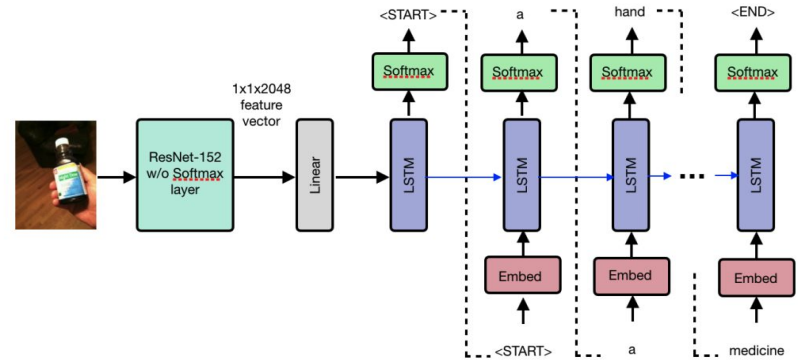 <START>
a
hand
<END>
Softmax
Softmax
Softmax
Softmax
1x1x2048
feature
vector
ResNet-152
w/o Softmax
layer
Linear
LSTM
LSTM
LSTM
...
LSTM
Embed
Embed
Embed
<START>
a
medicine